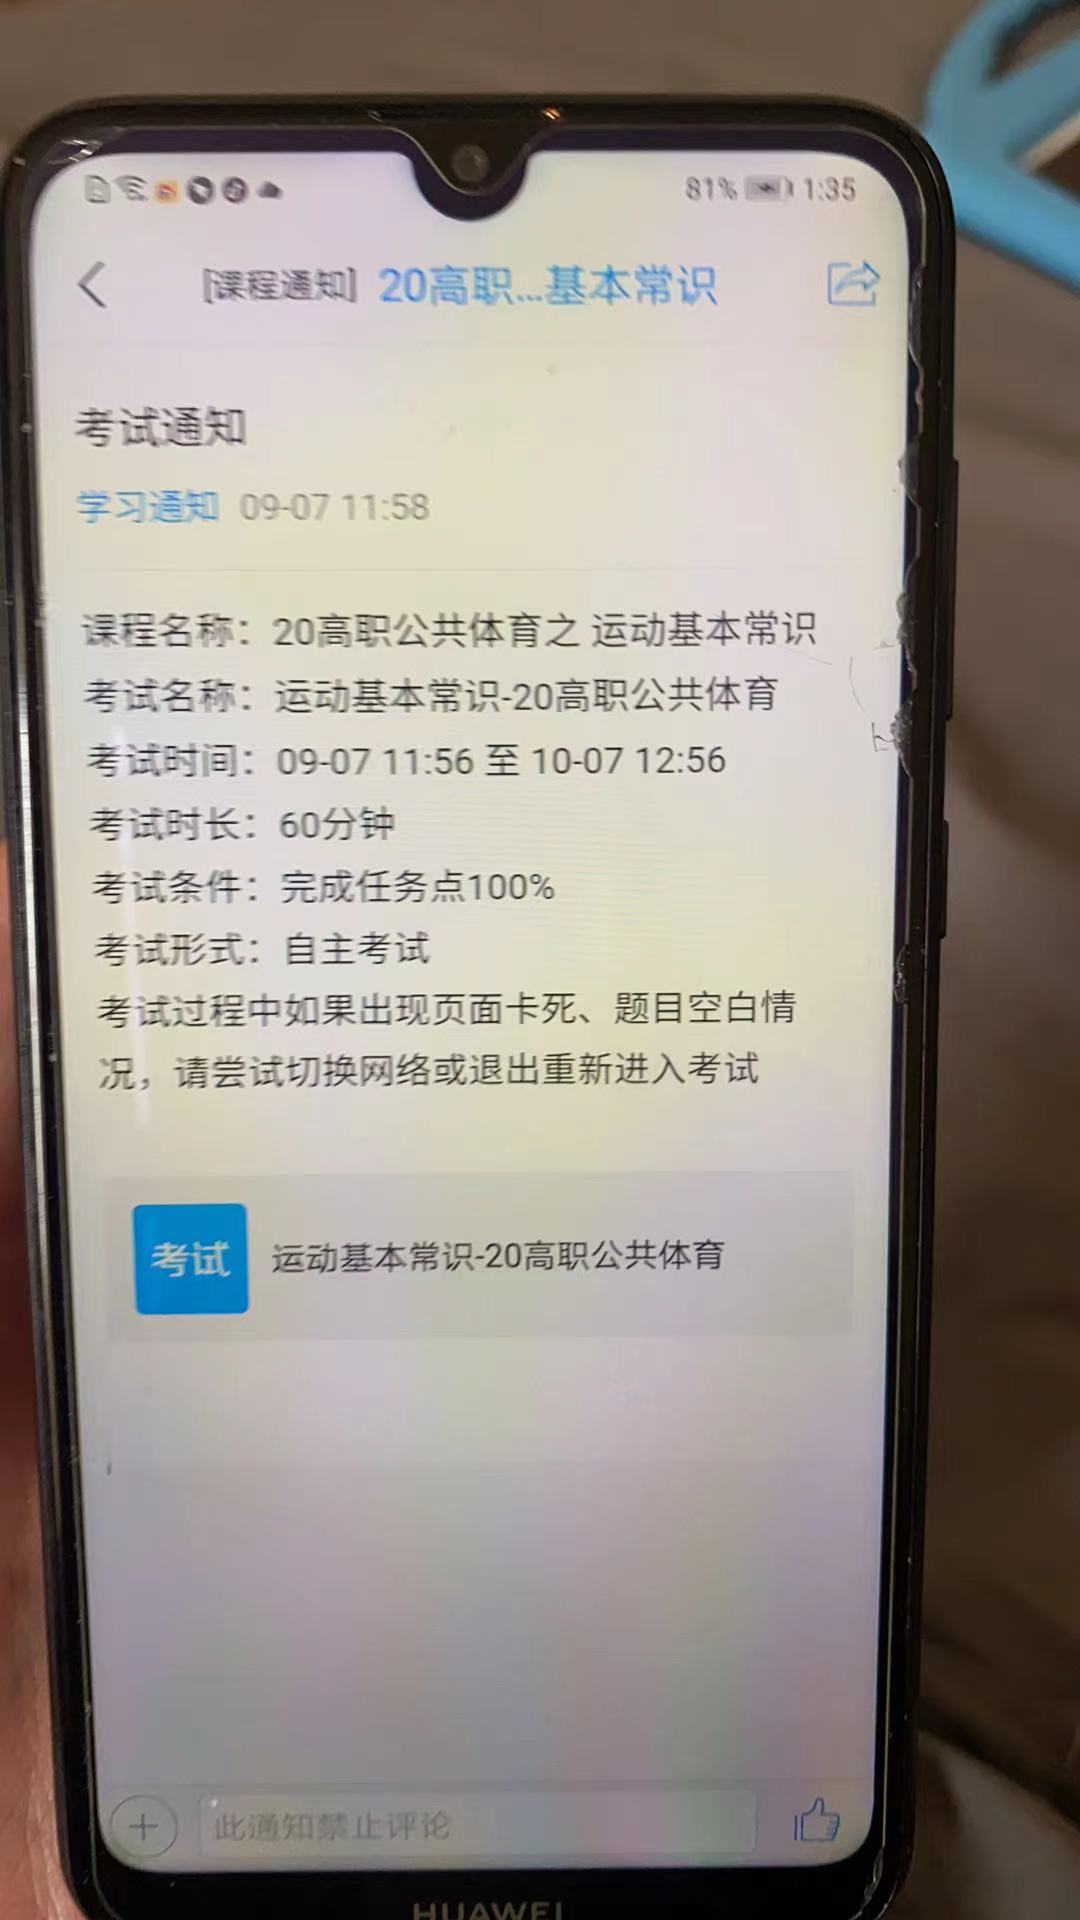 81% 1:35
[课程通知] 20高职...基本常识
考试通知
学习通知 09-07 11:58
课程名称：20高职公共体育之 运动基本常识
考试名称：运动基本常识-20高职公共体育
考试时间：09-07 11:56 至 10-07 12:56
考试时长：60分钟
考试条件：完成任务点100%
考试形式：自主考试
考试过程中如果出现页面卡死、题目空白情
况，请尝试切换网络或退出重新进入考试
考试 运动基本常识-20高职公共体育
此通知禁止评论
HUAWEI